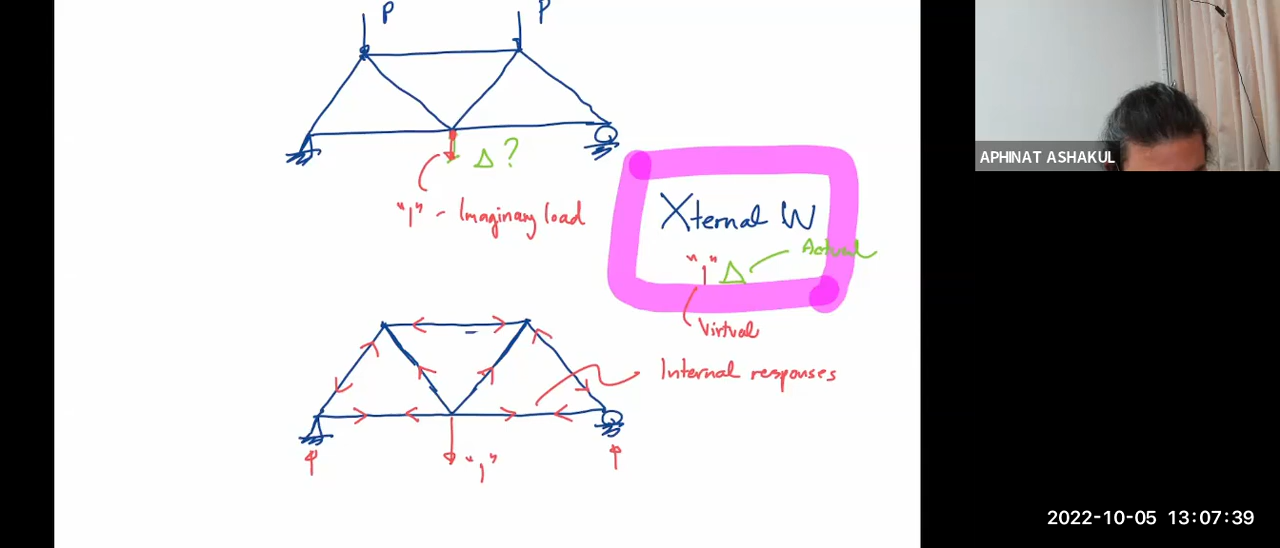 P P
Δ ?
"1" - Imaginary load
Xternal W
"1" Δ
Actual
Virtual
Internal responses
"1"
APHINAT ASHAKUL
2022-10-05 13:07:39